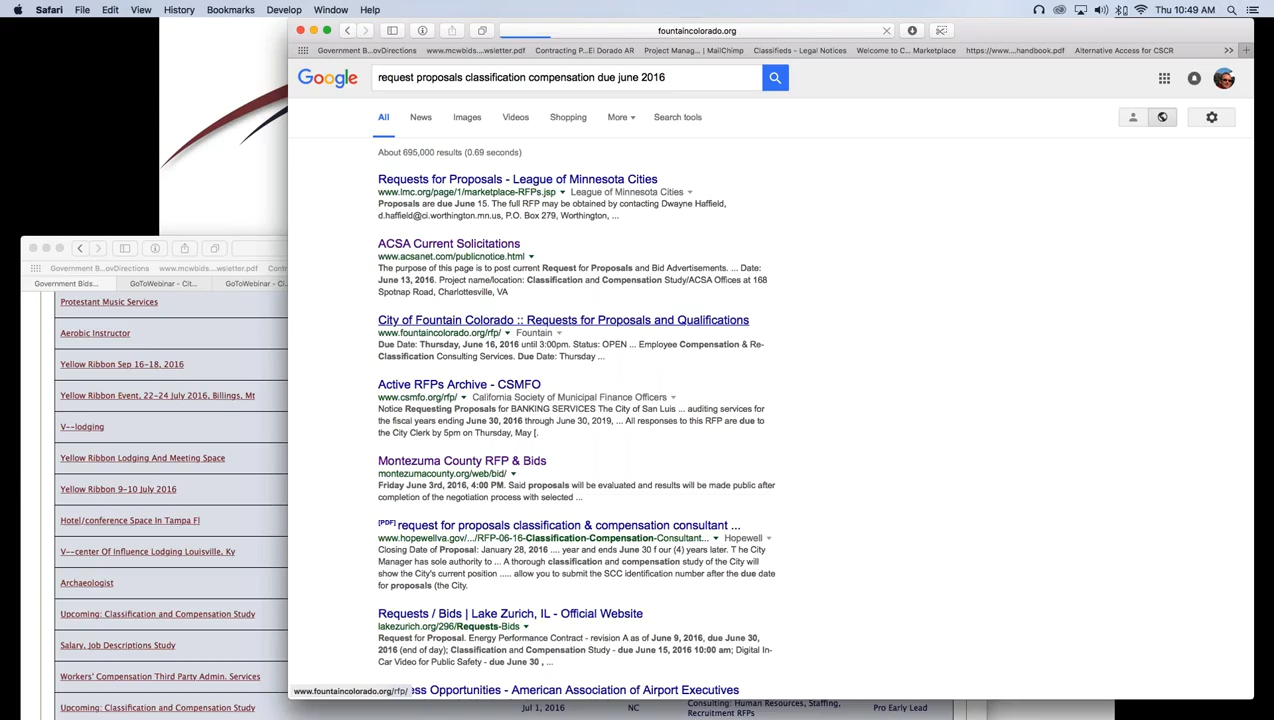 Safari File Edit View History Bookmarks Develop Window Help Thu 10:49 AM
fountaincolorado.org
Government B...ovDirections www.mcwbids...wsletter.pdf Contracting P...El Dorado AR Project Manag... | MailChimp Classifieds - Legal Notices Welcome to C... Marketplace https://www....handbook.pdf Alternative Access for CSCR >> +
Google request proposals classification compensation due june 2016
All News Images Videos Shopping More Search tools
About 695,000 results (0.69 seconds)
Requests for Proposals - League of Minnesota Cities
www.lmc.org/page/1/marketplace-RFPs.jsp League of Minnesota Cities
Proposals are due June 15. The full RFP may be obtained by contacting Dwayne Haffield,
d.haffield@ci.worthington.mn.us, P.O. Box 279, Worthington, ...
ACSA Current Solicitations
www.acsanet.com/publicnotice.html
The purpose of this page is to post current Request for Proposals and Bid Advertisements. ... Date:
June 13, 2016. Project name/location: Classification and Compensation Study/ACSA Offices at 168
Spotnap Road, Charlottesville, VA
City of Fountain Colorado :: Requests for Proposals and Qualifications
www.fountaincolorado.org/rfp/ Fountain
Due Date: Thursday, June 16, 2016 until 3:00pm. Status: OPEN ... Employee Compensation & Re-
Classification Consulting Services. Due Date: Thursday ...
Active RFPs Archive - CSMFO
www.csmfo.org/rfp/ California Society of Municipal Finance Officers
Notice Requesting Proposals for BANKING SERVICES The City of San Luis ... auditing services for
the fiscal years ending June 30, 2016 through June 30, 2019, ... All responses to this RFP are due to
the City Clerk by 5pm on Thursday, May [.
Montezuma County RFP & Bids
montezumacounty.org/web/bid/
Friday June 3rd, 2016, 4:00 PM. Said proposals will be evaluated and results will be made public after
completion of the negotiation process with selected ...
[PDF] request for proposals classification & compensation consultant ...
www.hopewellva.gov/.../RFP-06-16-Classification-Compensation-Consultant... Hopewell
Closing Date of Proposal: January 28, 2016 .... year and ends June 30 f our (4) years later. T he City
Manager has sole authority to ... A thorough classification and compensation study of the City will
show the City's current position ..... allow you to submit the SCC identification number after the due date
for proposals (the City.
Requests / Bids | Lake Zurich, IL - Official Website
lakezurich.org/296/Requests-Bids
Request for Proposal. Energy Performance Contract - revision A as of June 9, 2016, due June 30,
2016 (end of day); Classification and Compensation Study - due June 15, 2016 10:00 am; Digital In-
Car Video for Public Safety - due June 30 , ...
ess Opportunities - American Association of Airport Executives
www.fountaincolorado.org/rfp/
Government B...ovDirections www.mcwbids...wsletter.pdf Contr
Government Bids... GoToWebinar - Cit... GoToWebinar - Ci...
Protestant Music Services
Aerobic Instructor
Yellow Ribbon Sep 16-18, 2016
Yellow Ribbon Event, 22-24 July 2016, Billings, Mt
V--lodging
Yellow Ribbon Lodging And Meeting Space
Yellow Ribbon 9-10 July 2016
Hotel/conference Space In Tampa Fl
V--center Of Influence Lodging Louisville, Ky
Archaeologist
Upcoming: Classification and Compensation Study
Salary, Job Descriptions Study
Workers' Compensation Third Party Admin. Services
Upcoming: Classification and Compensation Study Jul 1, 2016 NC Consulting: Human Resources, Staffing, Pro Early Lead
Recruitment RFPs